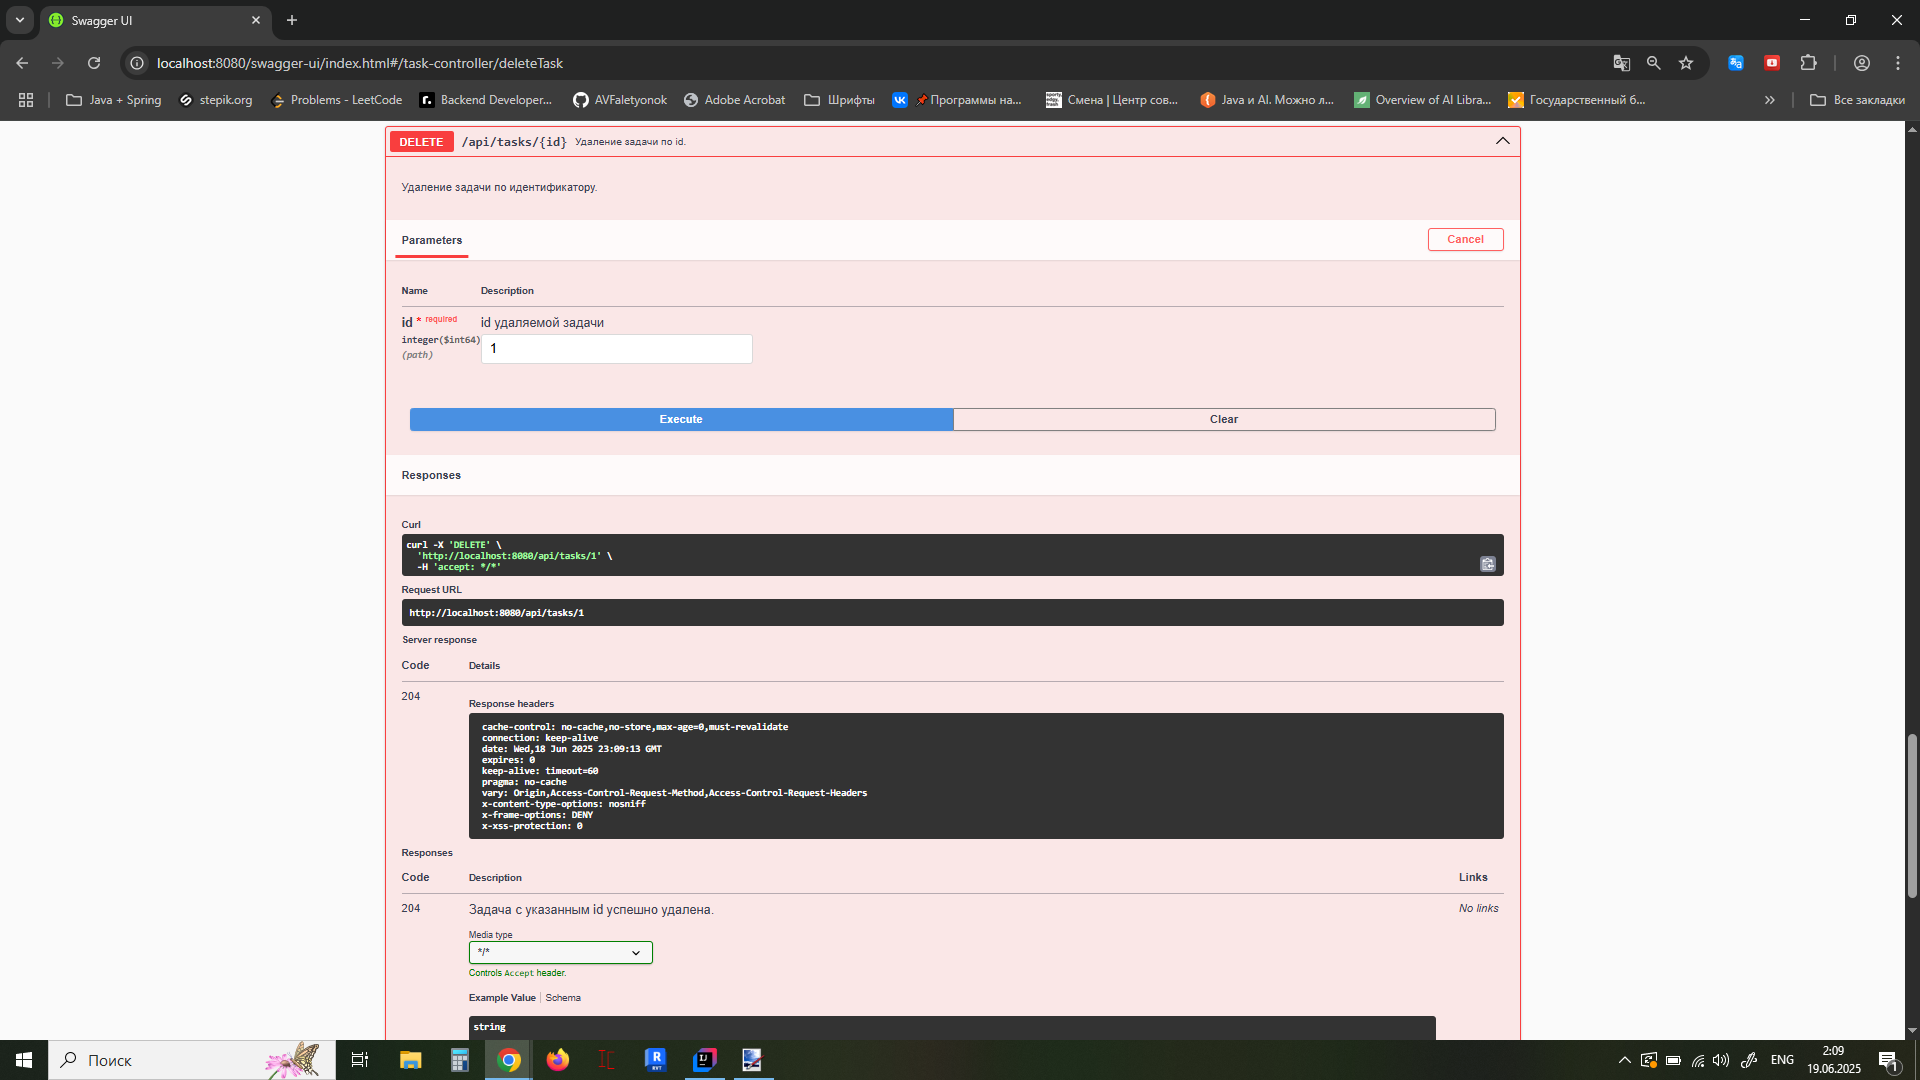 Swagger UI
localhost:8080/swagger-ui/index.html#/task-controller/deleteTask
Java + Spring
stepik.org
Problems - LeetCode
Backend Developer...
AVFaletyonok
Adobe Acrobat
Шрифты
Программы на...
Смена | Центр сов...
Java и AI. Можно л...
Overview of AI Libra...
Государственный б...
Все закладки
DELETE /api/tasks/{id} Удаление задачи по id.
Удаление задачи по идентификатору.
Parameters
Cancel
Name Description
id * required id удаляемой задачи
integer($int64) 1
(path)
Execute Clear
Responses
Curl
curl -X 'DELETE' \
'http://localhost:8080/api/tasks/1' \
-H 'accept: */*'
Request URL
http://localhost:8080/api/tasks/1
Server response
Code Details
204
Response headers
cache-control: no-cache,no-store,max-age=0,must-revalidate
connection: keep-alive
date: Wed,18 Jun 2025 23:09:13 GMT
expires: 0
keep-alive: timeout=60
pragma: no-cache
vary: Origin,Access-Control-Request-Method,Access-Control-Request-Headers
x-content-type-options: nosniff
x-frame-options: DENY
x-xss-protection: 0
Responses
Code Description Links
204 Задача с указанным id успешно удалена. No links
Media type
*/*
Controls Accept header.
Example Value Schema
string
Поиск
ENG
2:09
19.06.2025
1